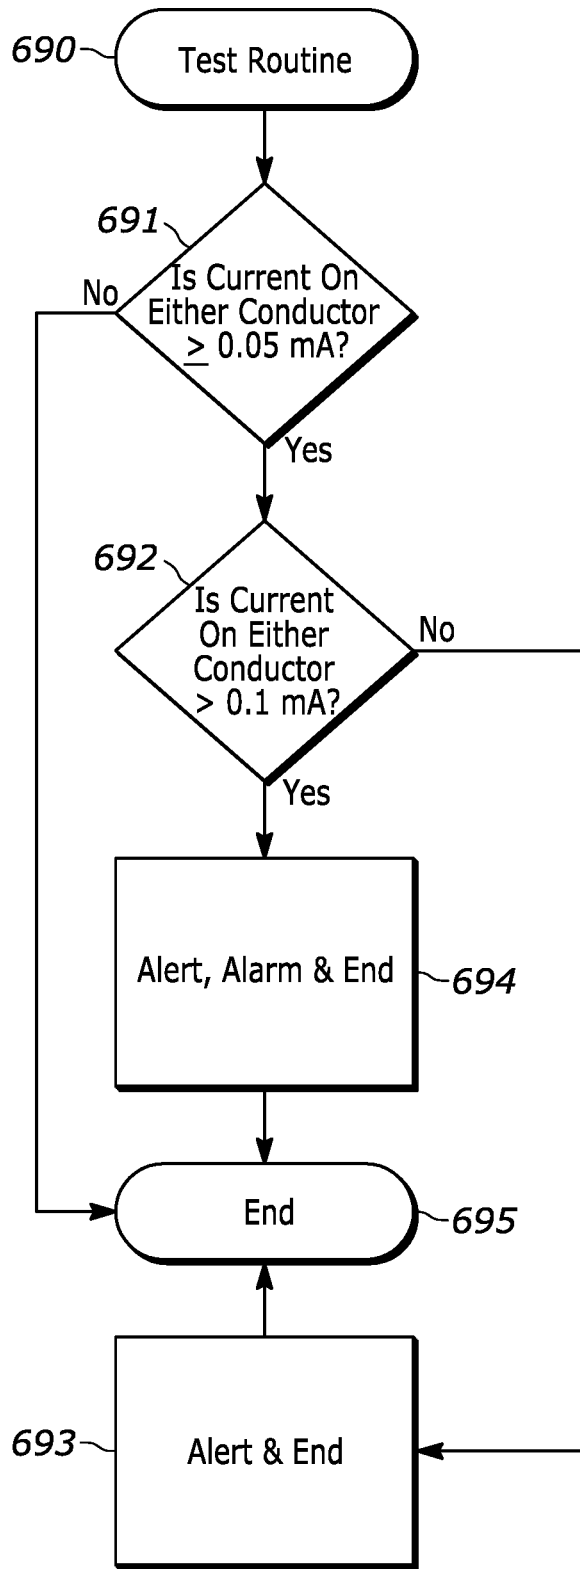 690
Test Routine
691
No
Is Current On
Either Conductor
≥ 0.05 mA?
Yes
692
Is Current
On Either
Conductor
> 0.1 mA?
No
Yes
Alert, Alarm & End
694
End
695
693
Alert & End